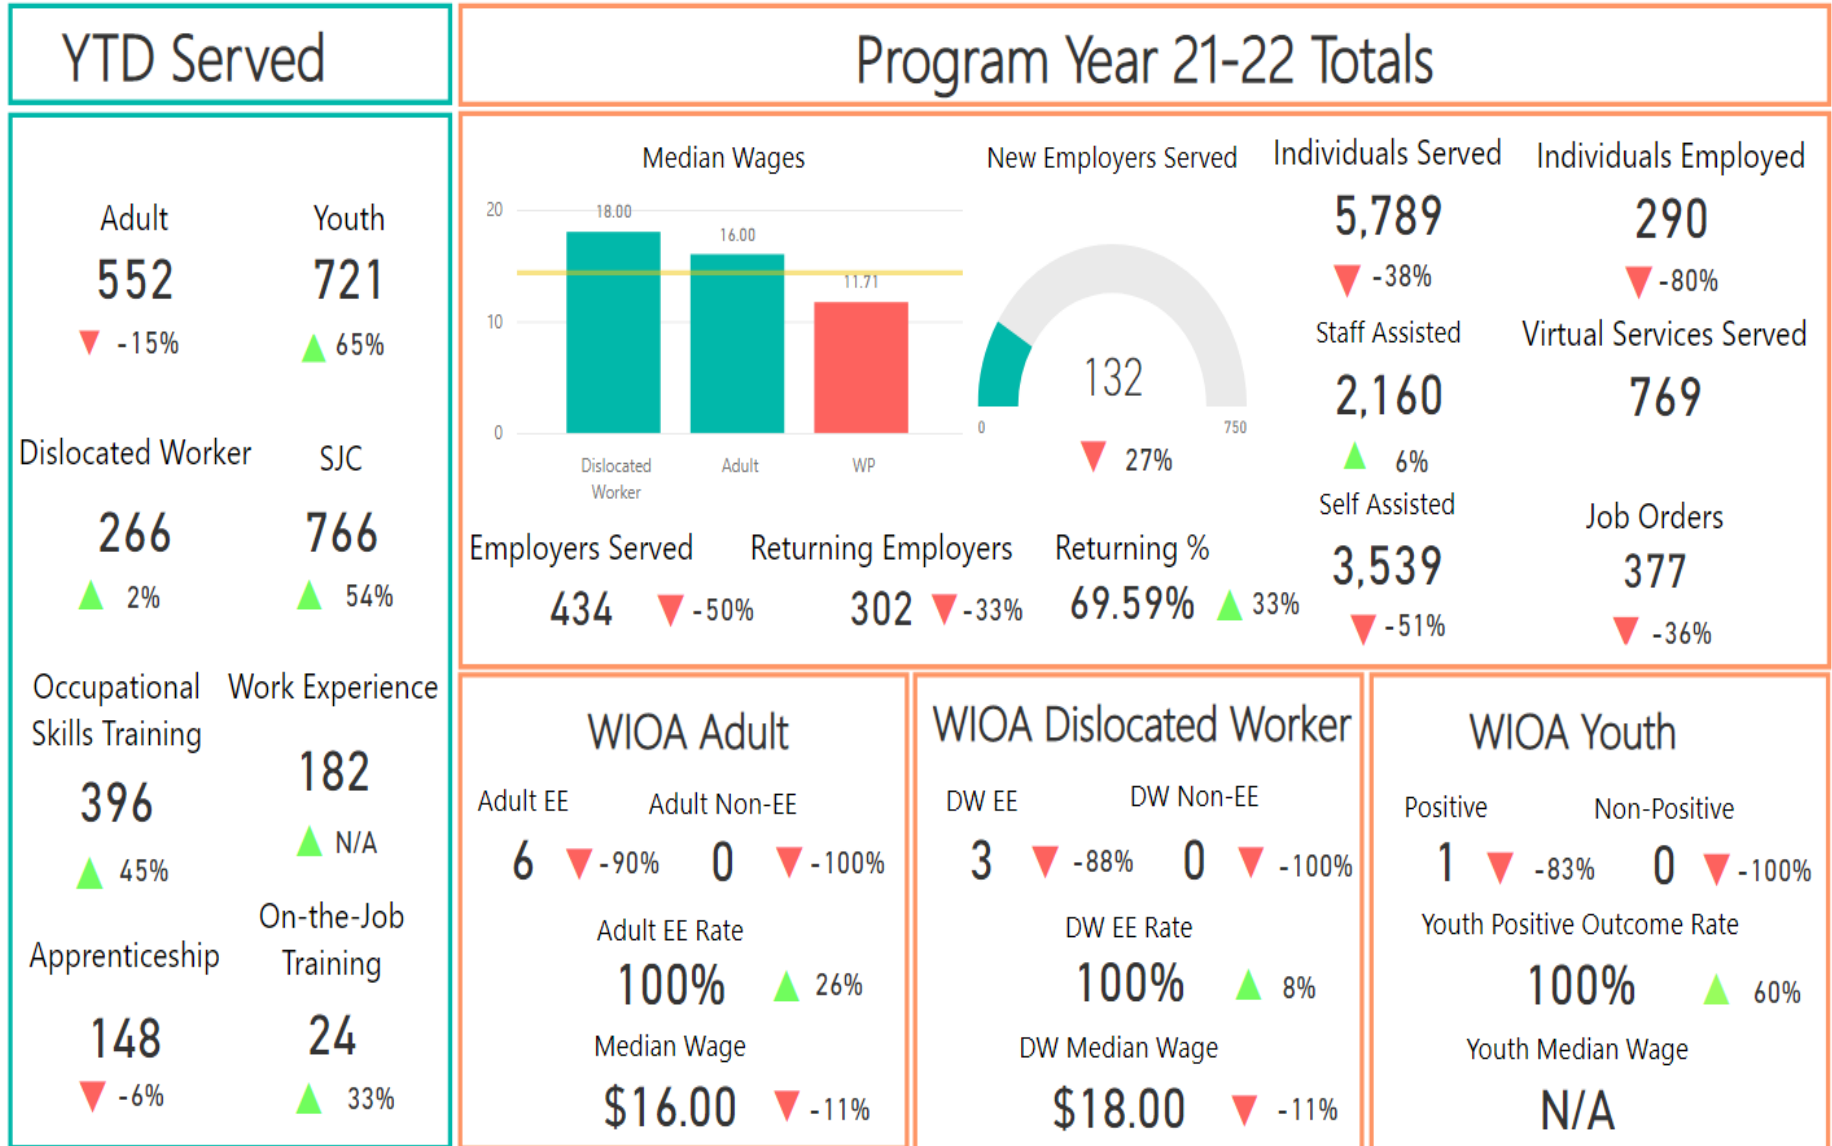 YTD Served
Program Year 21-22 Totals
Adult
Youth
552
721
-15%
65%
Dislocated Worker
SJC
266
766
2%
54%
Occupational
Skills Training
Work Experience
396
182
45%
N/A
Apprenticeship
On-the-Job
Training
148
24
-6%
33%
Median Wages
20
10
0
18.00
16.00
11.71
Dislocated
Worker
Adult
WP
New Employers Served
132
0
750
27%
Individuals Served
5,789
-38%
Individuals Employed
290
-80%
Staff Assisted
2,160
6%
Virtual Services Served
769
Self Assisted
3,539
-51%
Job Orders
377
-36%
Employers Served
434
-50%
Returning Employers
302
-33%
Returning %
69.59%
33%
WIOA Adult
Adult EE
Adult Non-EE
6
-90%
0
-100%
Adult EE Rate
100%
26%
Median Wage
$16.00
-11%
WIOA Dislocated Worker
DW EE
DW Non-EE
3
-88%
0
-100%
DW EE Rate
100%
8%
DW Median Wage
$18.00
-11%
WIOA Youth
Positive
Non-Positive
1
-83%
0
-100%
Youth Positive Outcome Rate
100%
60%
Youth Median Wage
N/A